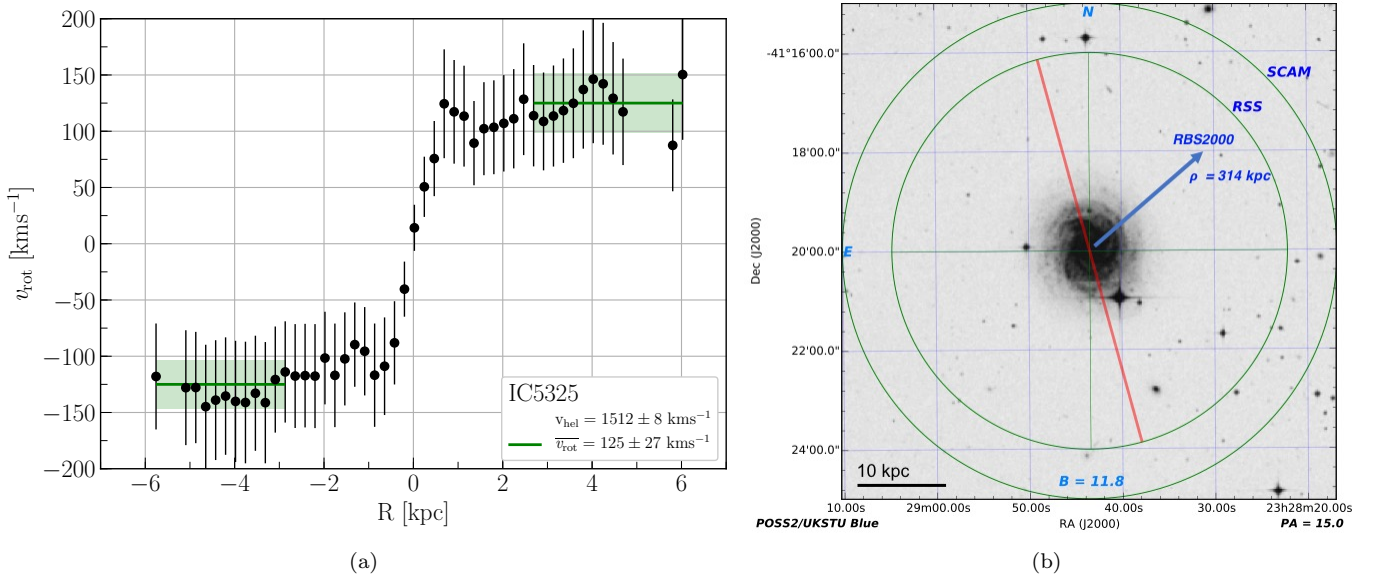 200
150
100
50
0
−50
−100
−150
−200
v_rot [kms⁻¹]
−6 −4 −2 0 2 4 6
R [kpc]
IC5325
v_hel = 1512 ± 8 kms⁻¹
v̅_rot = 125 ± 27 kms⁻¹
(a)
N
SCAM
RSS
RBS2000
ρ = 314 kpc
E
B = 11.8
10 kpc
-41°16'00.0"
18'00.0"
20'00.0"
22'00.0"
24'00.0"
Dec (J2000)
10.00s 29m00.00s 50.00s 40.00s 30.00s 23h28m20.00s
RA (J2000)
POSS2/UKSTU Blue
PA = 15.0
(b)